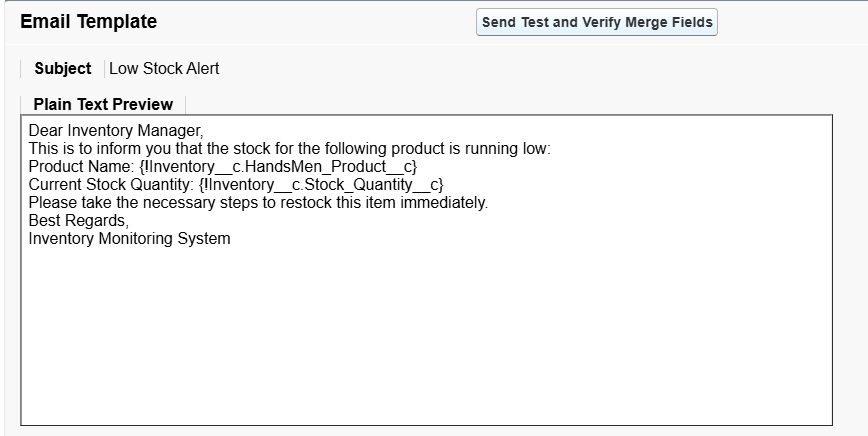 Email Template
Send Test and Verify Merge Fields
Subject Low Stock Alert
Plain Text Preview
Dear Inventory Manager,
This is to inform you that the stock for the following product is running low:
Product Name: {!Inventory__c.HandsMen_Product__c}
Current Stock Quantity: {!Inventory__c.Stock_Quantity__c}
Please take the necessary steps to restock this item immediately.
Best Regards,
Inventory Monitoring System